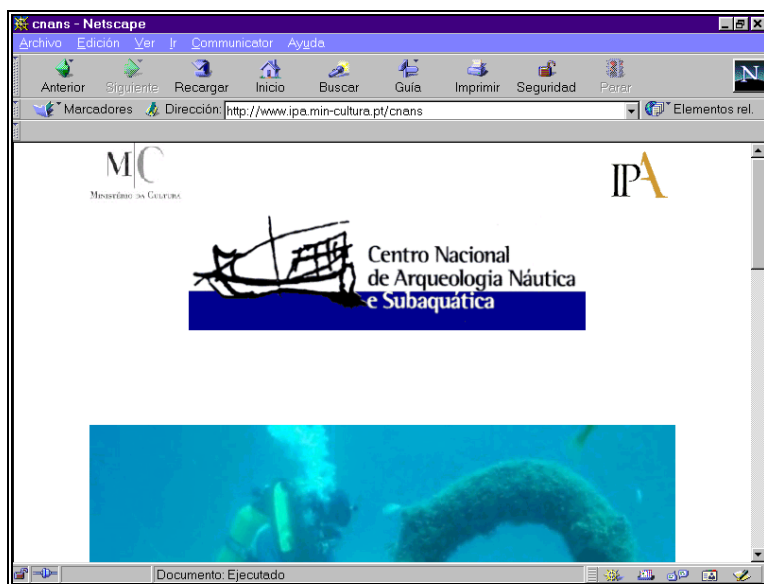 cnans - Netscape
Archivo Edición Ver Ir Communicator Ayuda
Anterior Siguiente Recargar Inicio Buscar Guía Imprimir Seguridad Parar
N
Marcadores Dirección: http://www.ipa.min-cultura.pt/cnans Elementos rel.
MC
MINISTÉRIO DA CULTURA
IPA
Centro Nacional
de Arqueologia Náutica
e Subaquática
Documento: Ejecutado